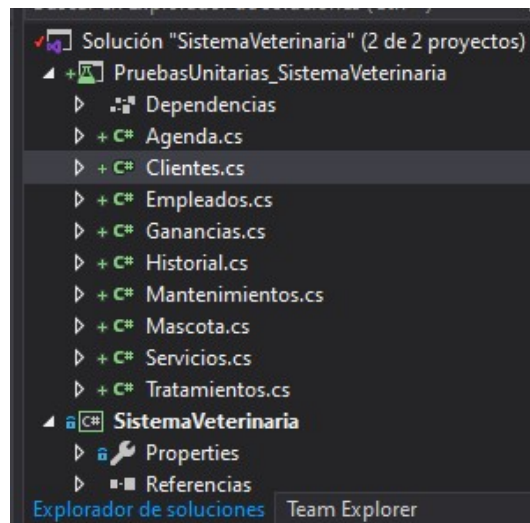 Solución "SistemaVeterinaria" (2 de 2 proyectos)
PruebasUnitarias_SistemaVeterinaria
Dependencias
C# Agenda.cs
C# Clientes.cs
C# Empleados.cs
C# Ganancias.cs
C# Historial.cs
C# Mantenimientos.cs
C# Mascota.cs
C# Servicios.cs
C# Tratamientos.cs
C# SistemaVeterinaria
Properties
Referencias
Explorador de soluciones Team Explorer